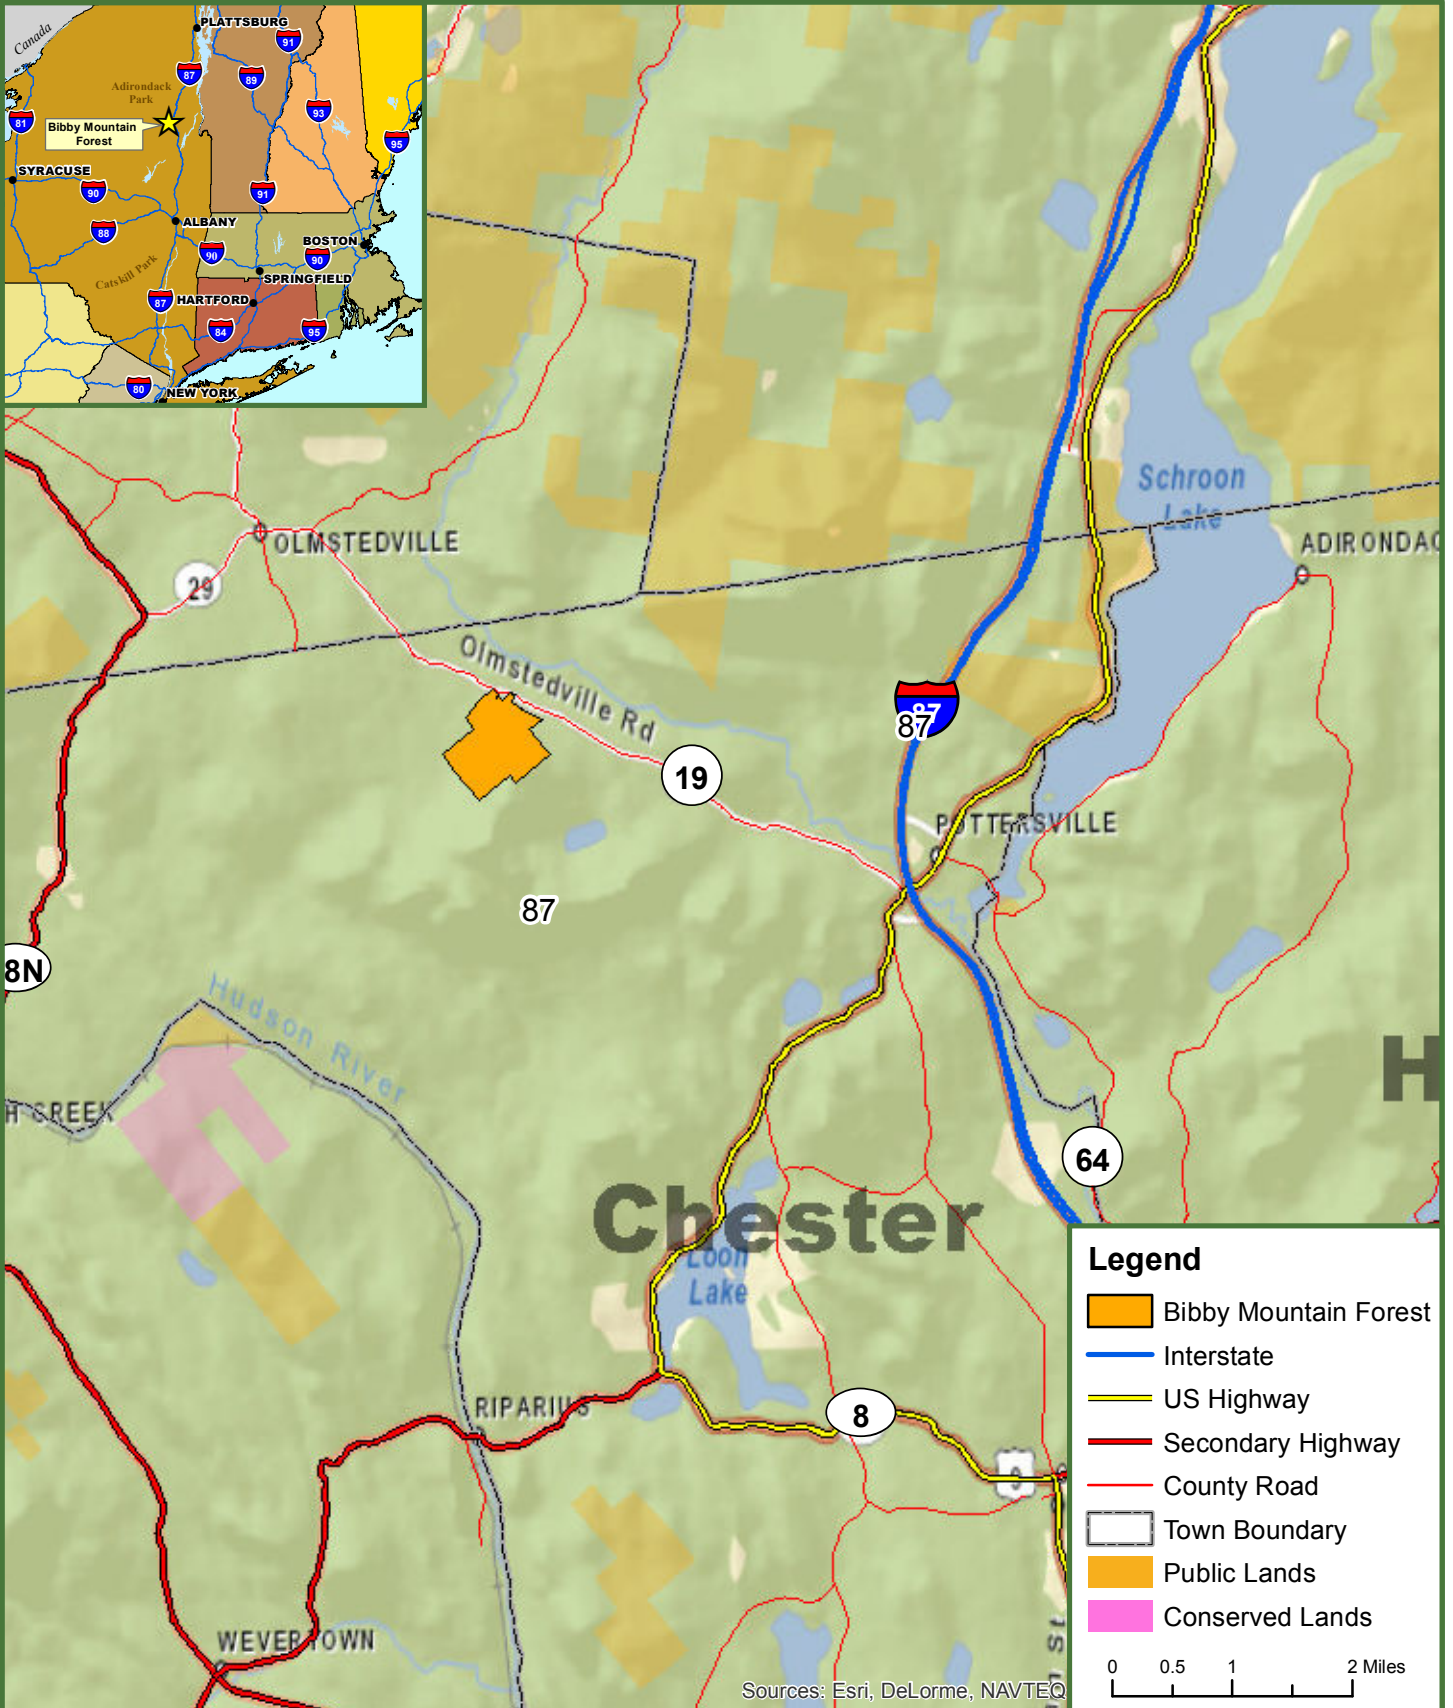 Canada
PLATTSBURG
91
87
89
Adirondack
Park
93
81
Bibby Mountain
Forest
95
SYRACUSE
90
91
ALBANY
88
BOSTON
90
90
SPRINGFIELD
Catskill Park
87
HARTFORD
84
95
80
NEW YORK
Schroon
Lake
OLMSTEDVILLE
ADIRONDAC
29
Olmstedville Rd
87
87
19
POTTERSVILLE
87
8N
Hudson River
H CREEK
H
64
Chester
Loon
Lake
RIPARIUS
8
9
WEVERTOWN
Legend
Bibby Mountain Forest
Interstate
US Highway
Secondary Highway
County Road
Town Boundary
Public Lands
Conserved Lands
0 0.5 1 2 Miles
St
Sources: Esri, DeLorme, NAVTEQ